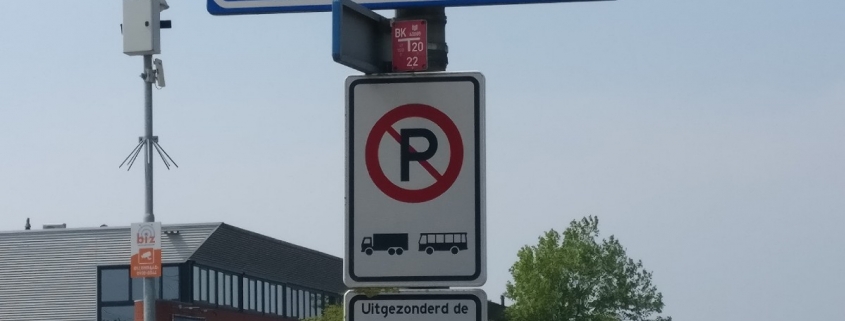 BK
T20
22
P
biz
Uitgezonderd de